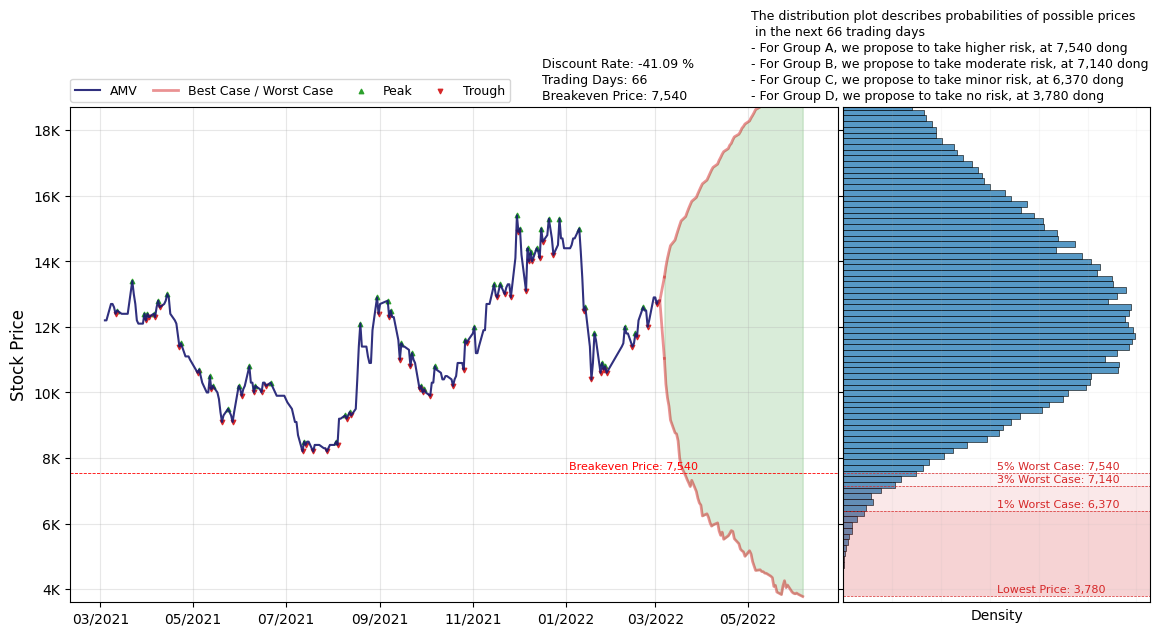 The distribution plot describes probabilities of possible prices
in the next 66 trading days
- For Group A, we propose to take higher risk, at 7,540 dong
- For Group B, we propose to take moderate risk, at 7,140 dong
- For Group C, we propose to take minor risk, at 6,370 dong
- For Group D, we propose to take no risk, at 3,780 dong
Discount Rate: -41.09 %
Trading Days: 66
Breakeven Price: 7,540
AMV
Best Case / Worst Case
Peak
Trough
Stock Price
18K
16K
14K
12K
10K
8K
6K
4K
Breakeven Price: 7,540
03/2021
05/2021
07/2021
09/2021
11/2021
01/2022
03/2022
05/2022
5% Worst Case: 7,540
3% Worst Case: 7,140
1% Worst Case: 6,370
Lowest Price: 3,780
Density